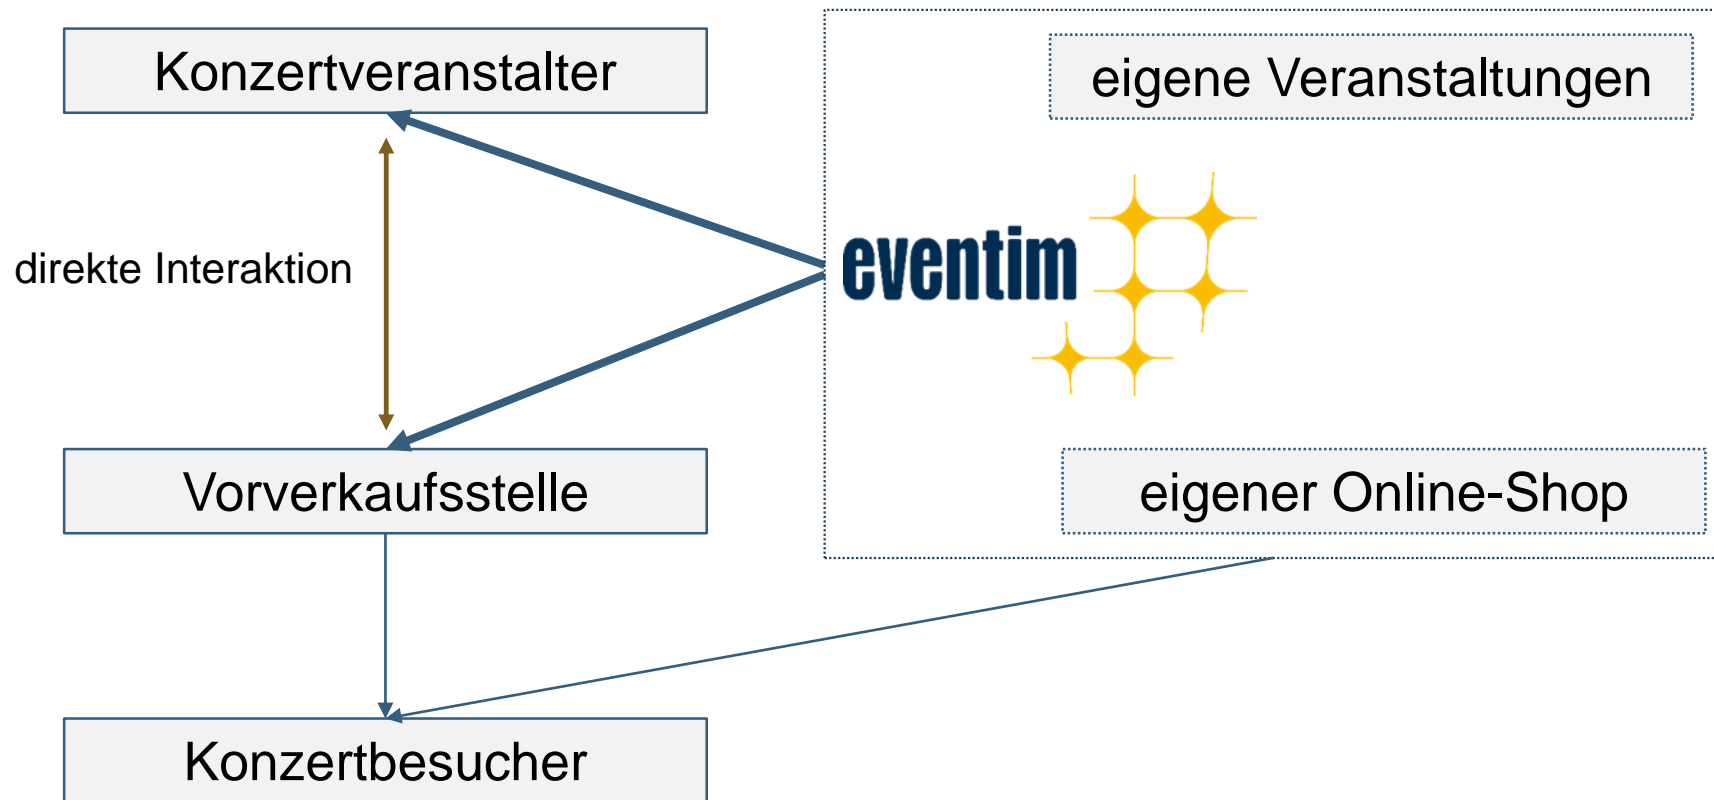 Konzertveranstalter
eigene Veranstaltungen
direkte Interaktion
eventim
Vorverkaufsstelle
eigener Online-Shop
Konzertbesucher